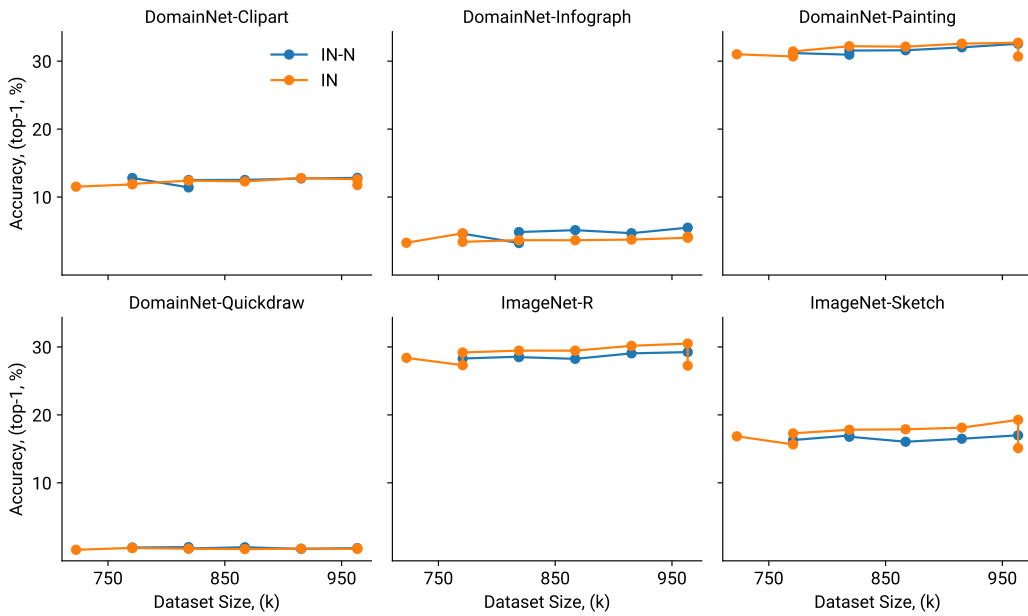 DomainNet-Clipart
DomainNet-Infograph
DomainNet-Painting
Accuracy, (top-1, %)
30
20
10
IN-N
IN
DomainNet-Quickdraw
ImageNet-R
ImageNet-Sketch
Accuracy, (top-1, %)
30
20
10
750
850
950
750
850
950
750
850
950
Dataset Size, (k)
Dataset Size, (k)
Dataset Size, (k)